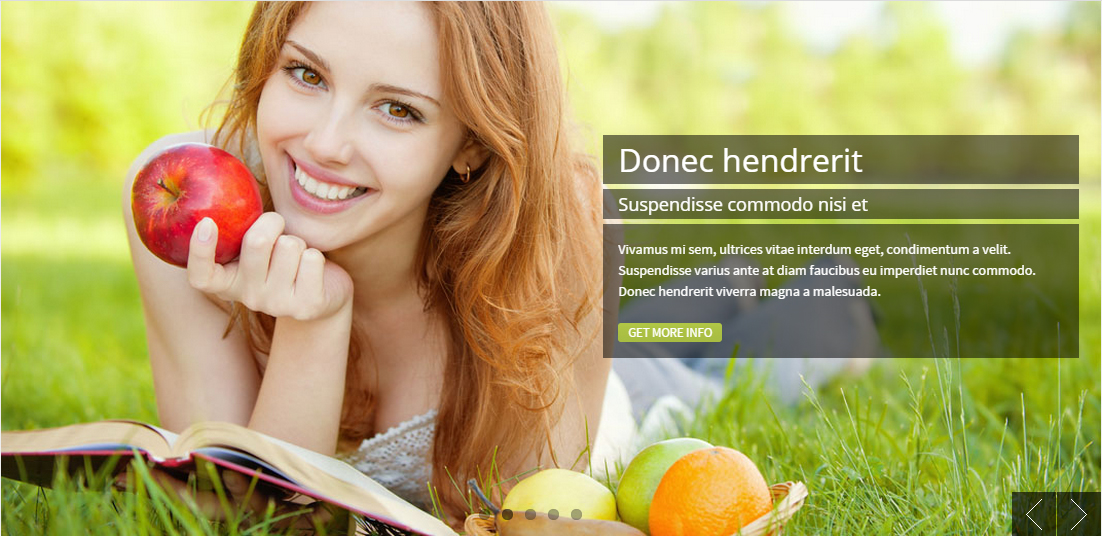 Donec hendrerit
Suspendisse commodo nisi et
Vivamus mi sem, ultrices vitae interdum eget, condimentum a velit.
Suspendisse varius ante at diam faucibus eu imperdiet nunc commodo.
Donec hendrerit viverra magna a malesuada.
GET MORE INFO